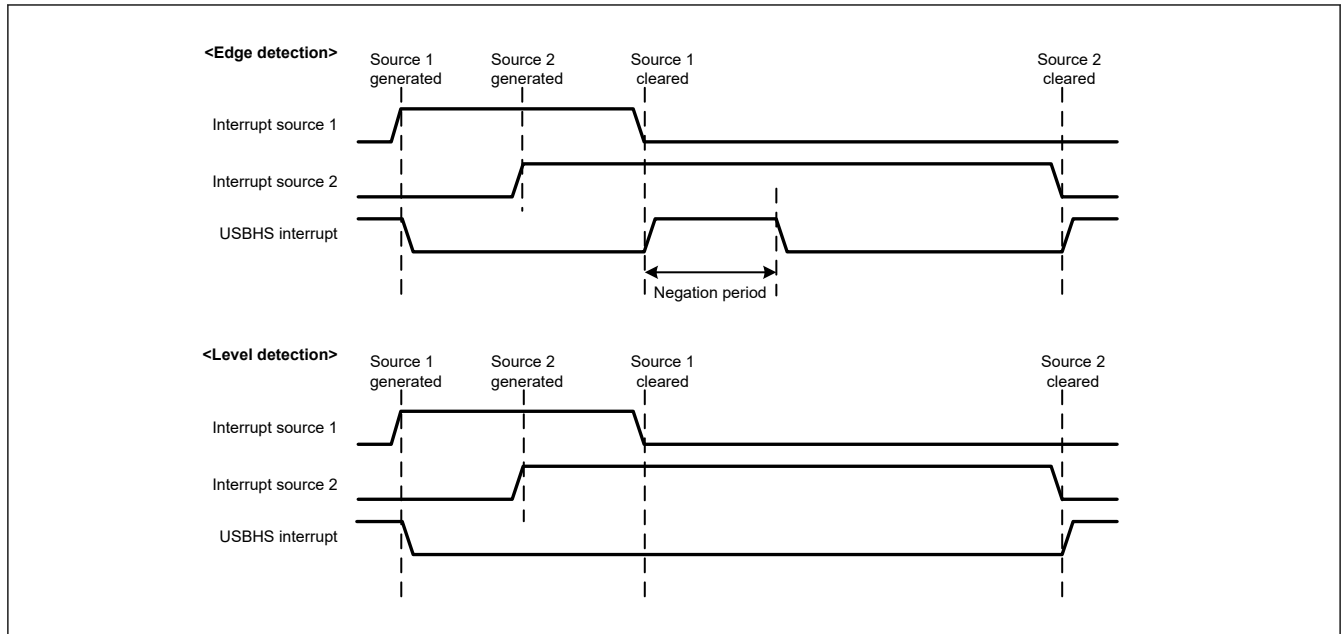 <Edge detection>
Source 1 generated
Source 2 generated
Source 1 cleared
Source 2 cleared
Interrupt source 1
Interrupt source 2
USBHS interrupt
Negation period
<Level detection>
Source 1 generated
Source 2 generated
Source 1 cleared
Source 2 cleared
Interrupt source 1
Interrupt source 2
USBHS interrupt